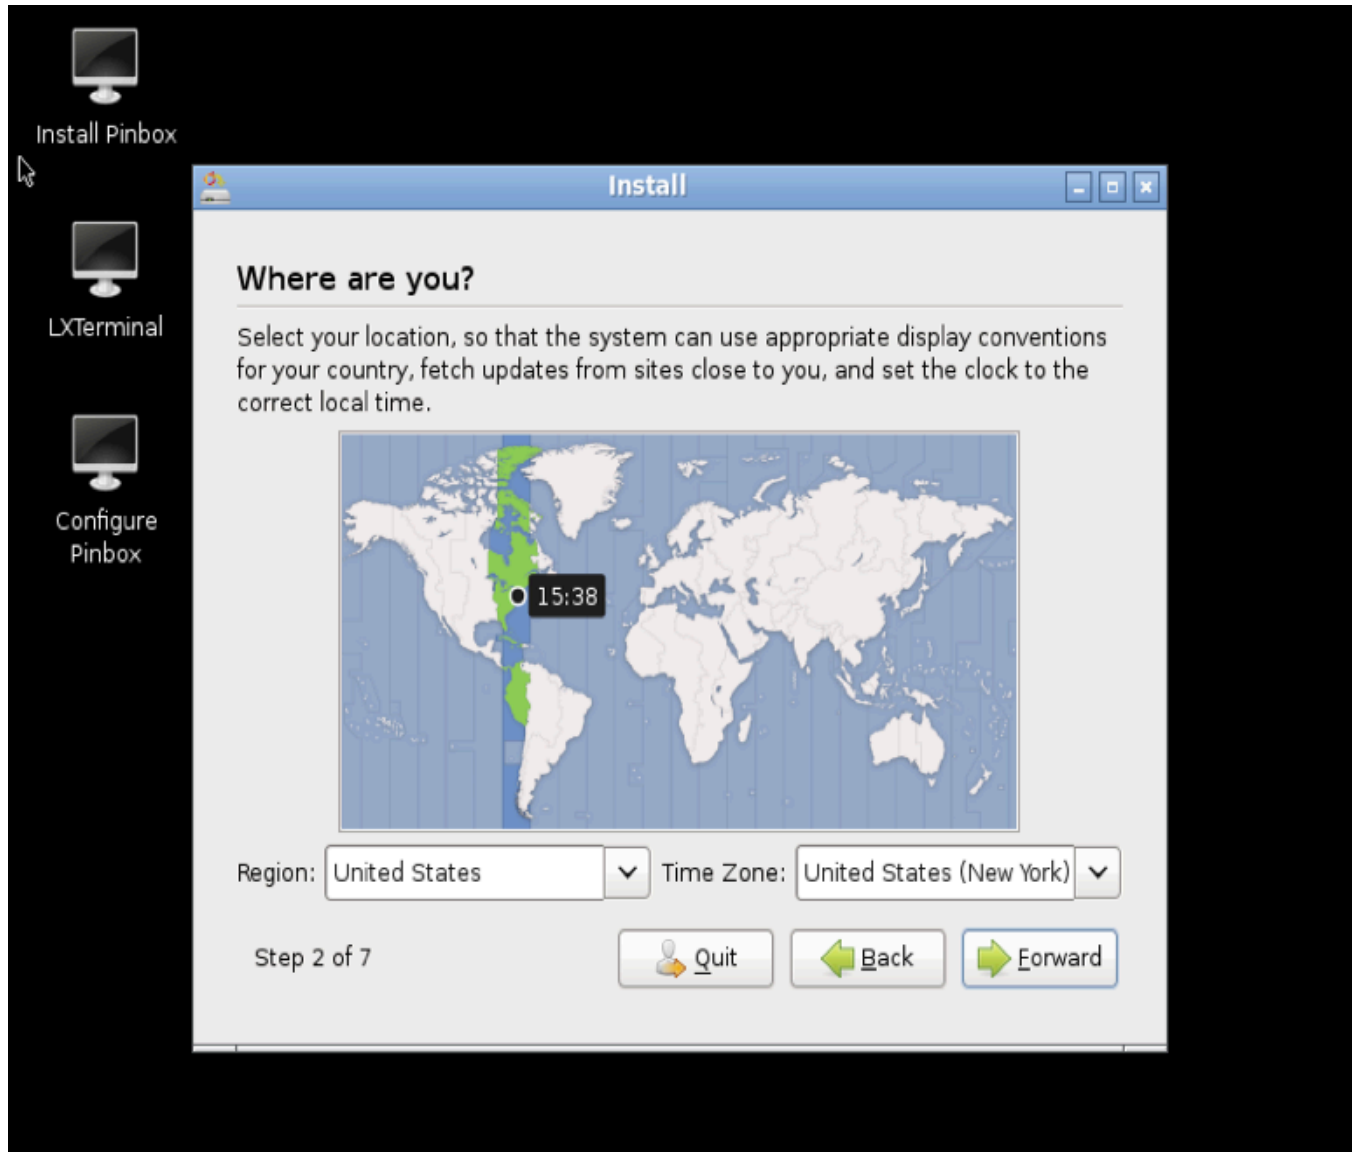 Install Pinbox
LXTerminal
Configure
Pinbox
Install
Where are you?
Select your location, so that the system can use appropriate display conventions
for your country, fetch updates from sites close to you, and set the clock to the
correct local time.
15:38
Region: United States Time Zone: United States (New York)
Step 2 of 7 Quit Back Forward